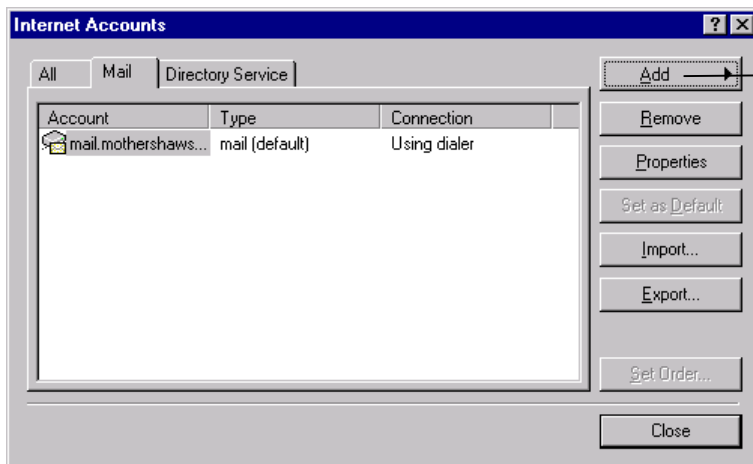 Internet Accounts
All Mail Directory Service
Account Type Connection
mail.mothershaws... mail (default) Using dialer
Add
Remove
Properties
Set as Default
Import...
Export...
Set Order...
Close